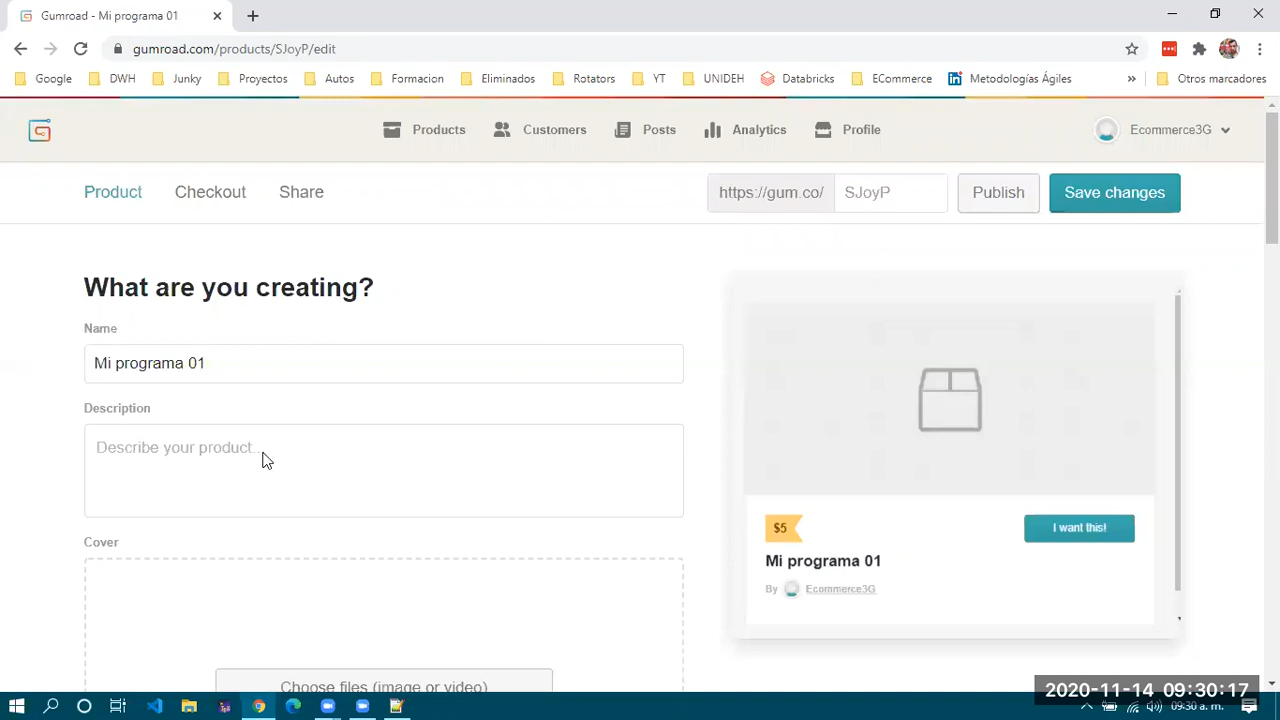 Gumroad - Mi programa 01
gumroad.com/products/SJoyP/edit
Google DWH Junky Proyectos Autos Formacion Eliminados Rotators YT UNIDEH Databricks ECommerce Metodologías Ágiles » Otros marcadores
Products Customers Posts Analytics Profile Ecommerce3G
Product Checkout Share https://gum.co/ SJoyP Publish Save changes
What are you creating?
Name
Mi programa 01
Description
Describe your product...
Cover
Choose files (image or video)
$5 I want this!
Mi programa 01
By Ecommerce3G
2020-11-14 09:30:17
09:30 a. m.